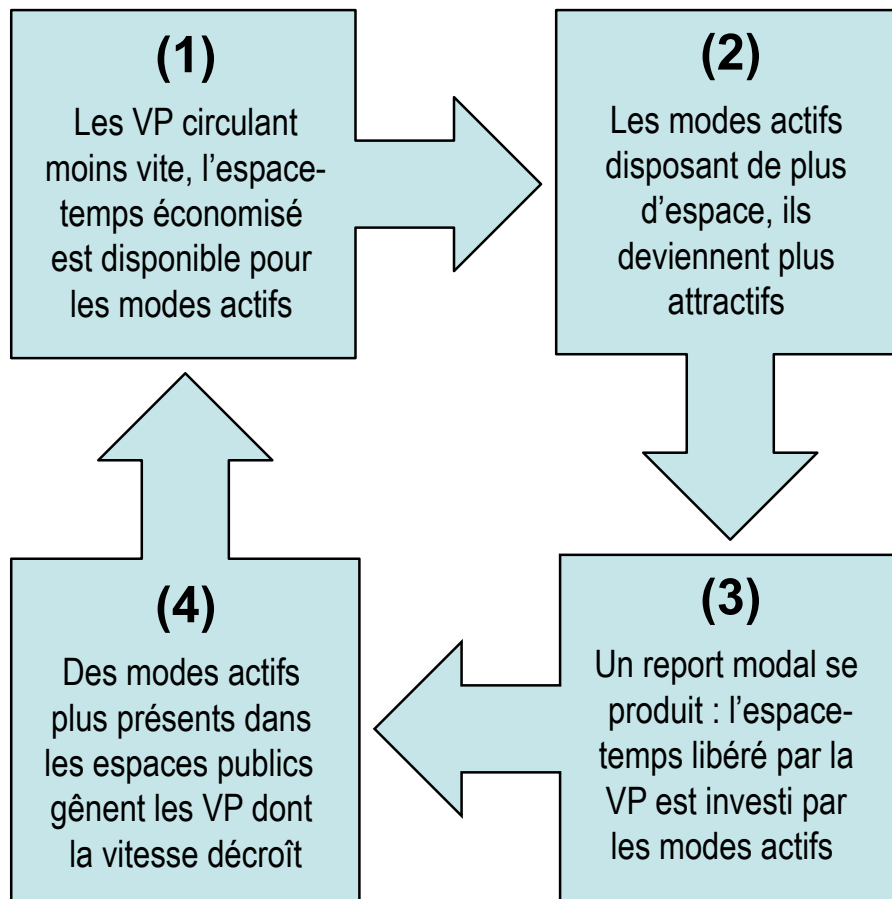 (1)
Les VP circulant
moins vite, l'espace-
temps économisé
est disponible pour
les modes actifs
(2)
Les modes actifs
disposant de plus
d'espace, ils
deviennent plus
attractifs
(3)
Un report modal se
produit : l'espace-
temps libéré par la
VP est investi par
les modes actifs
(4)
Des modes actifs
plus présents dans
les espaces publics
gênent les VP dont
la vitesse décroît